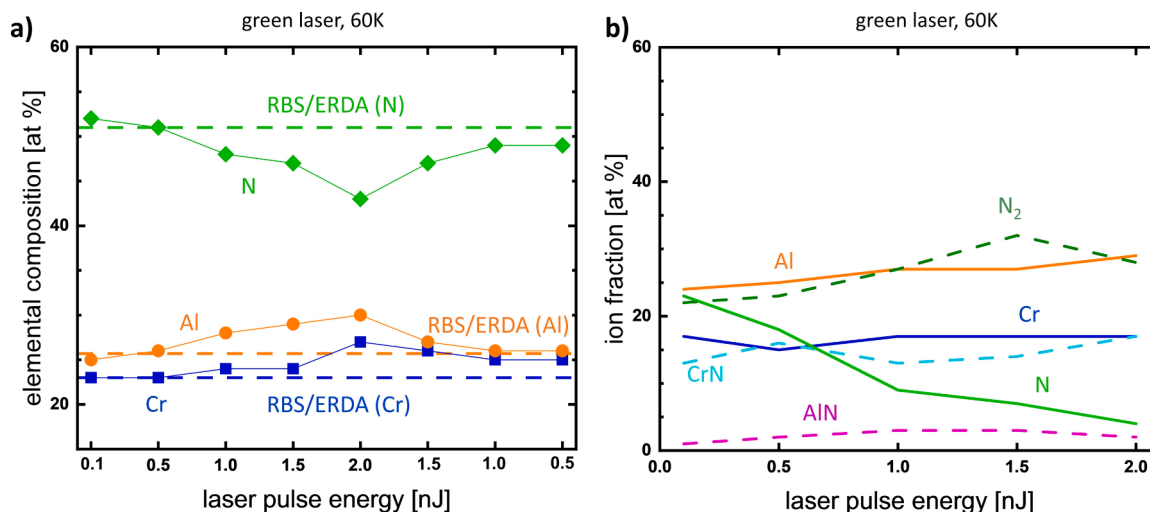 green laser, 60K
a)
elemental composition [at %]
60
40
20
RBS/ERDA (N)
N
Al
RBS/ERDA (Al)
Cr
RBS/ERDA (Cr)
0.1 0.5 1.0 1.5 2.0 1.5 1.0 0.5
laser pulse energy [nJ]
green laser, 60K
b)
ion fraction [at %]
60
40
20
0
N₂
Al
Cr
CrN
N
AlN
0.0 0.5 1.0 1.5 2.0
laser pulse energy [nJ]